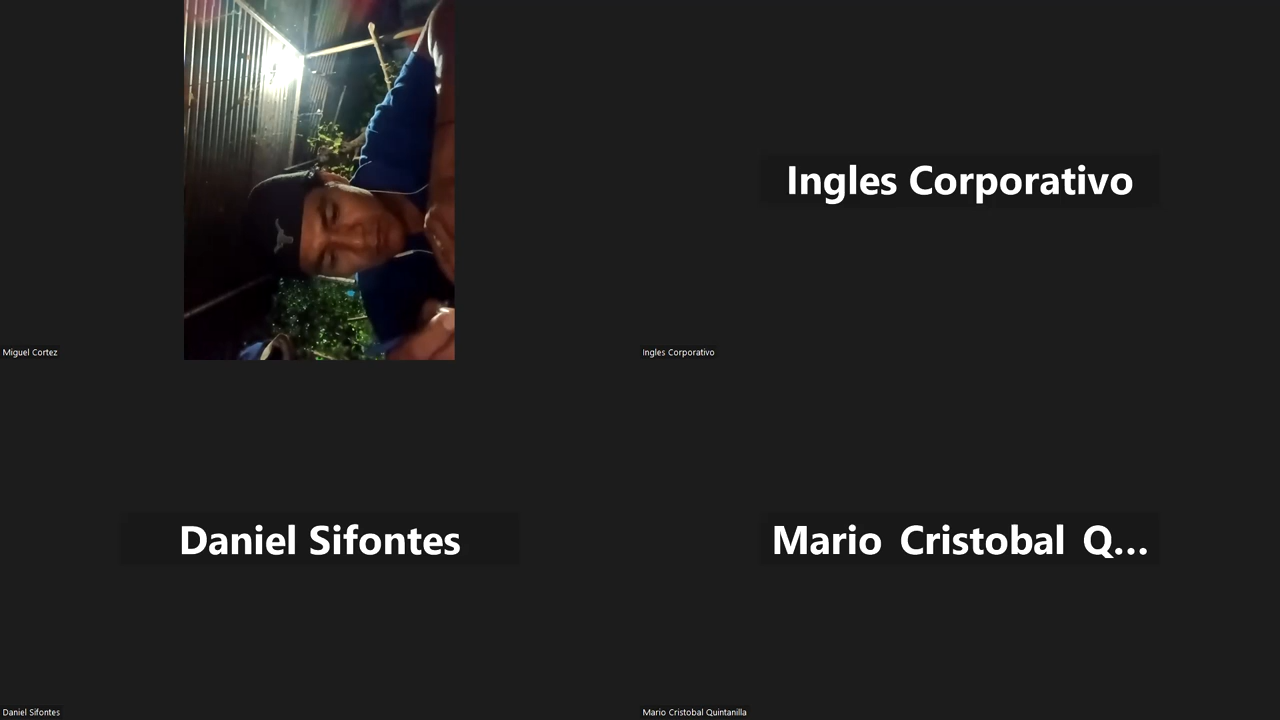 Miguel Cortez
Ingles Corporativo
Ingles Corporativo
Daniel Sifontes
Daniel Sifontes
Mario Cristobal Q...
Mario Cristobal Quintanilla